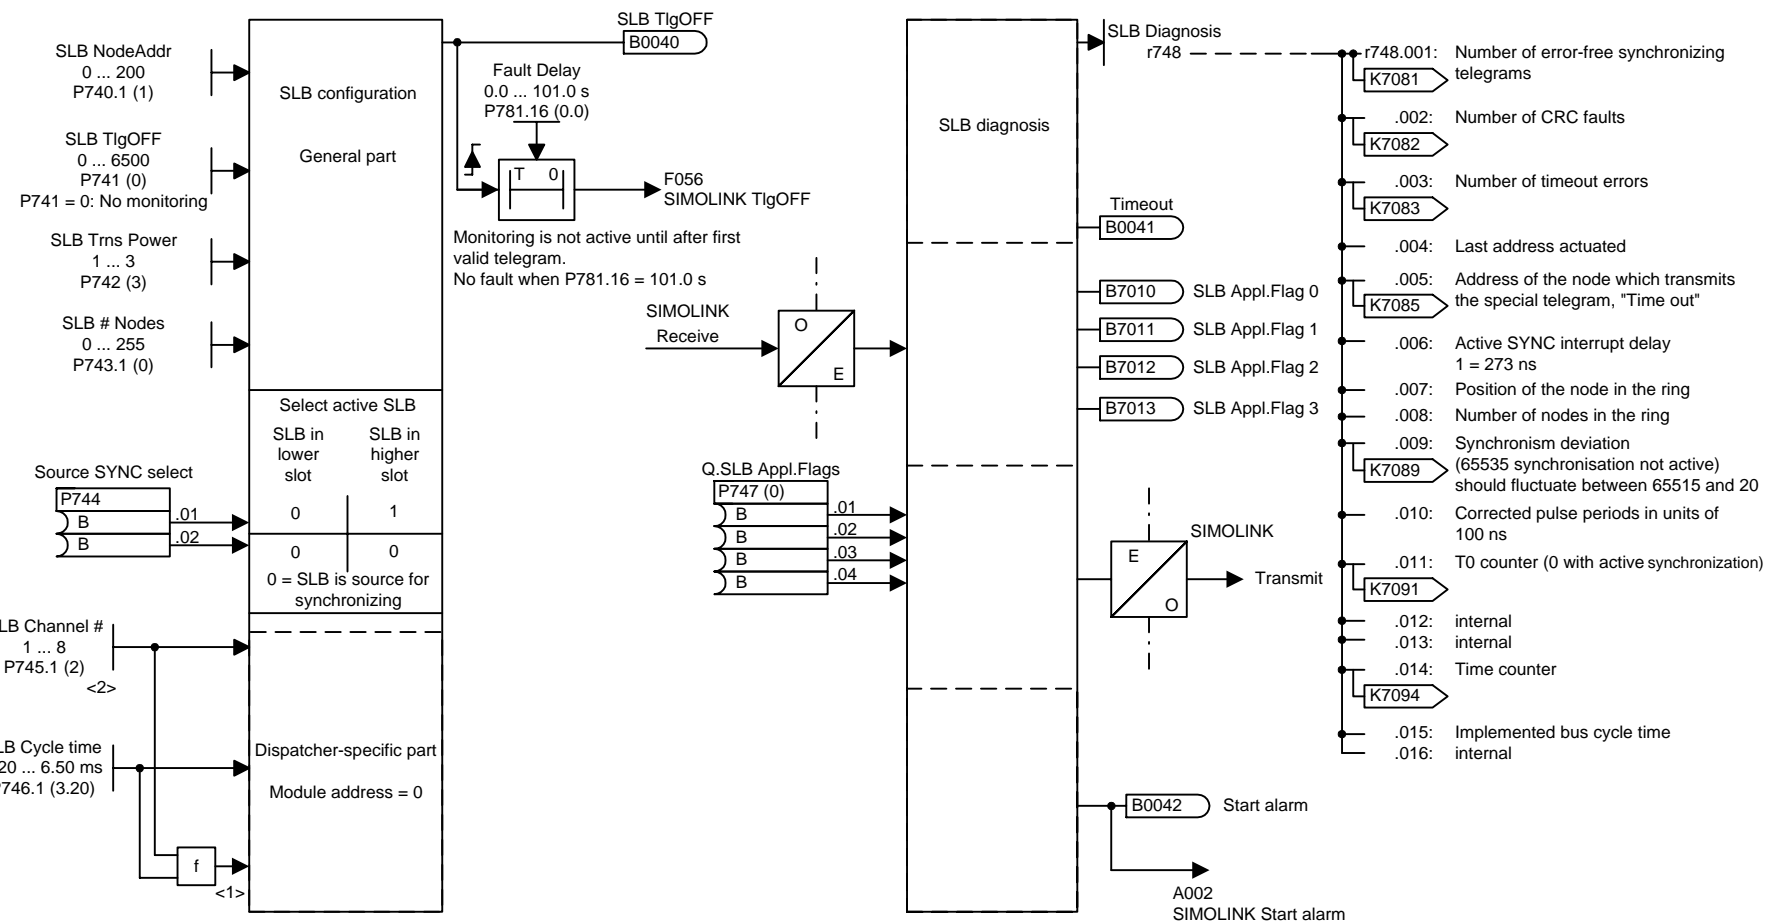 SLB NodeAddr
0 ... 200
P740.1 (1)
SLB TlgOFF
0 ... 6500
P741 (0)
P741 = 0: No monitoring
SLB Trns Power
1 ... 3
P742 (3)
SLB # Nodes
0 ... 255
P743.1 (0)
Source SYNC select
P744
B .01
B .02
LB Channel #
1 ... 8
P745.1 (2)
<2>
LB Cycle time
20 ... 6.50 ms
P746.1 (3.20)
f
<1>
SLB configuration
General part
Select active SLB
SLB in lower slot
SLB in higher slot
0 1
0 0
0 = SLB is source for
synchronizing
Dispatcher-specific part
Module address = 0
SLB TlgOFF
B0040
Fault Delay
0.0 ... 101.0 s
P781.16 (0.0)
T 0
F056
SIMOLINK TlgOFF
Monitoring is not active until after first
valid telegram.
No fault when P781.16 = 101.0 s
SIMOLINK
Receive
O
E
Q.SLB Appl.Flags
P747 (0)
B .01
B .02
B .03
B .04
SLB diagnosis
SLB Diagnosis
r748
Timeout
B0041
B7010 SLB Appl.Flag 0
B7011 SLB Appl.Flag 1
B7012 SLB Appl.Flag 2
B7013 SLB Appl.Flag 3
E
O
SIMOLINK
Transmit
B0042 Start alarm
A002
SIMOLINK Start alarm
r748.001: Number of error-free synchronizing
telegrams
K7081
.002: Number of CRC faults
K7082
.003: Number of timeout errors
K7083
.004: Last address actuated
.005: Address of the node which transmits
the special telegram, "Time out"
K7085
.006: Active SYNC interrupt delay
1 = 273 ns
.007: Position of the node in the ring
.008: Number of nodes in the ring
.009: Synchronism deviation
K7089 (65535 synchronisation not active)
should fluctuate between 65515 and 20
.010: Corrected pulse periods in units of
100 ns
.011: T0 counter (0 with active synchronization)
K7091
.012: internal
.013: internal
.014: Time counter
K7094
.015: Implemented bus cycle time
.016: internal